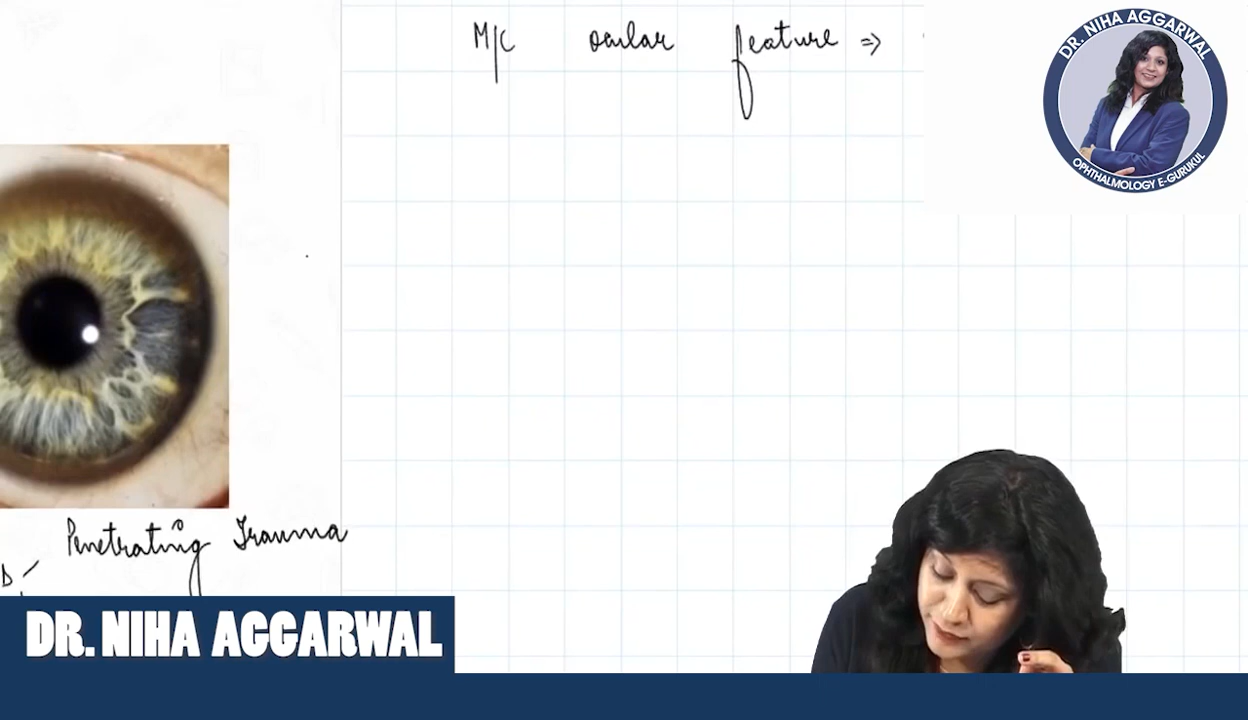 M/C ocular feature ⇒
DR. NIHA AGGARWAL
OPHTHALMOLOGY E-GURUKUL
Penetrating Trauma
DR. NIHA AGGARWAL